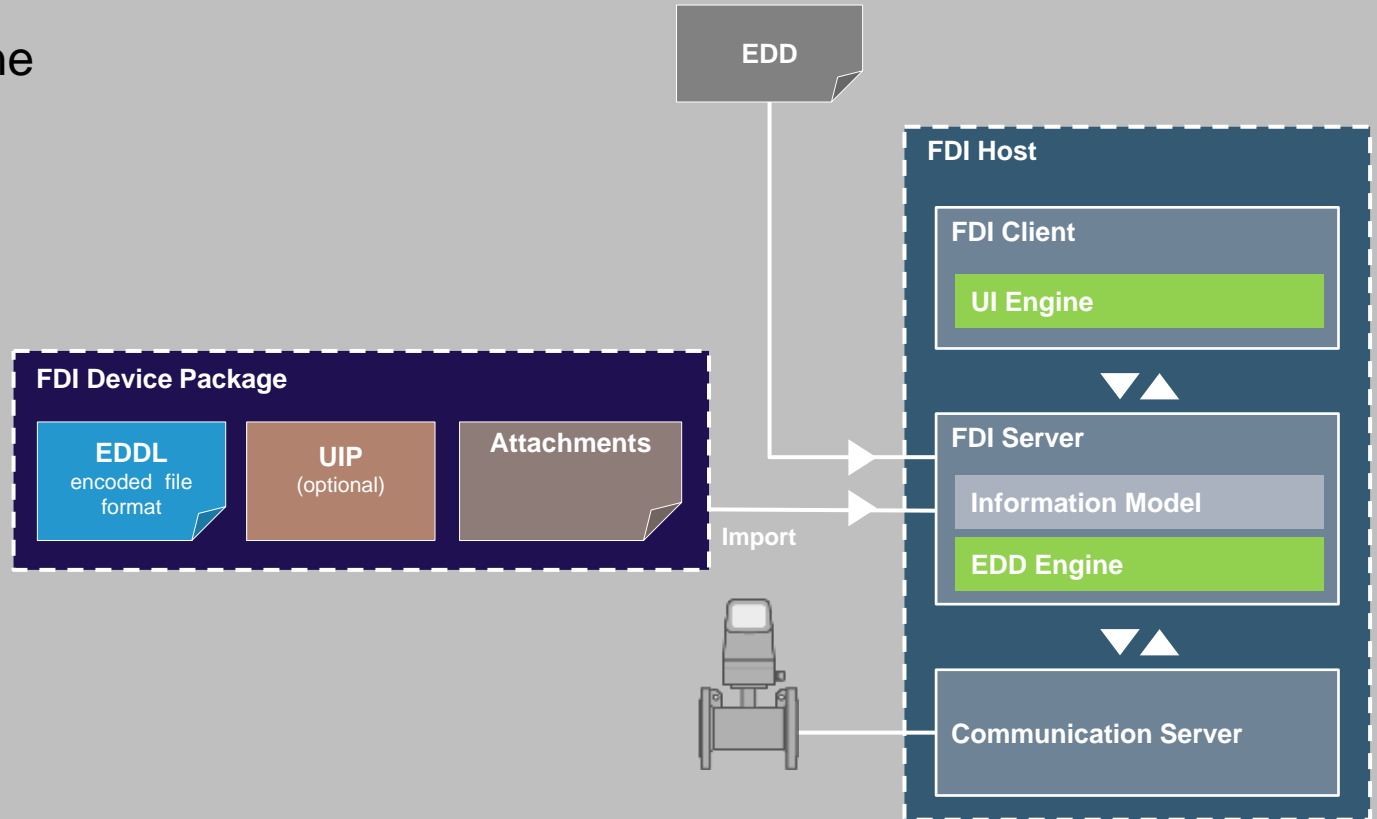 ne
EDD
FDI Host
FDI Client
UI Engine
FDI Device Package
EDDL
encoded file
format
UIP
(optional)
Attachments
Import
FDI Server
Information Model
EDD Engine
Communication Server